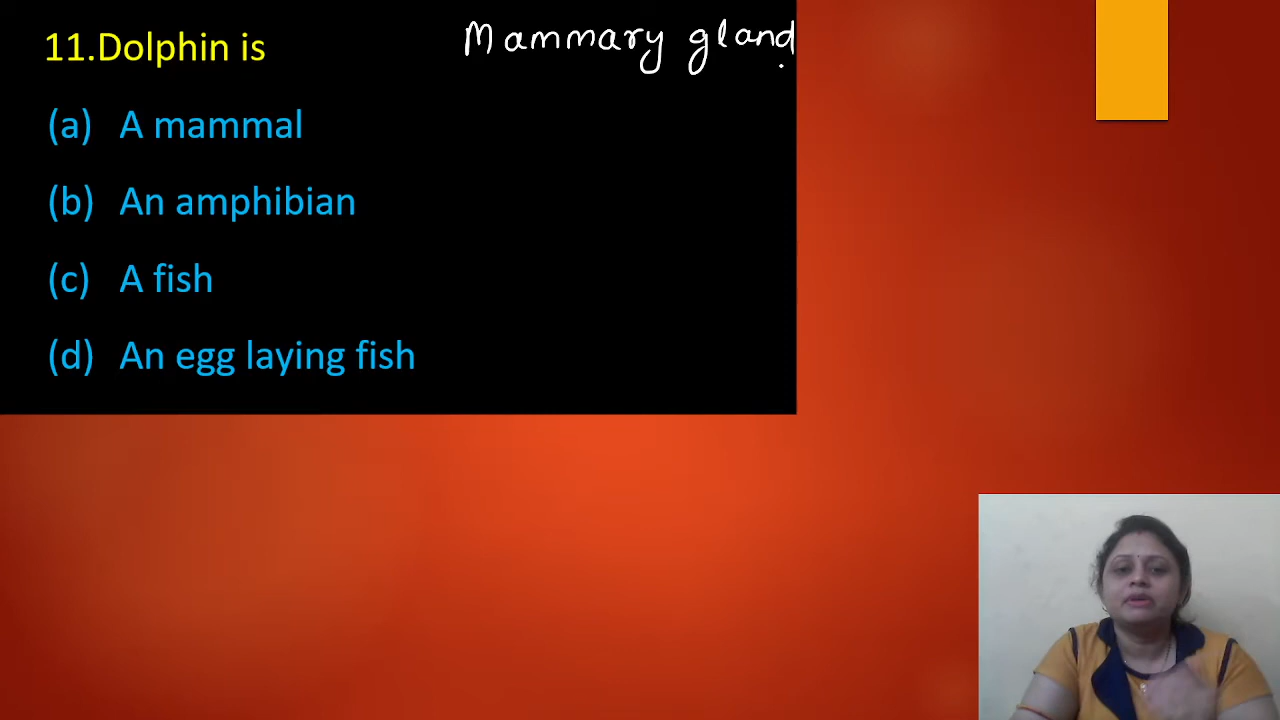 11.Dolphin is
Mammary gland
(a) A mammal
(b) An amphibian
(c) A fish
(d) An egg laying fish